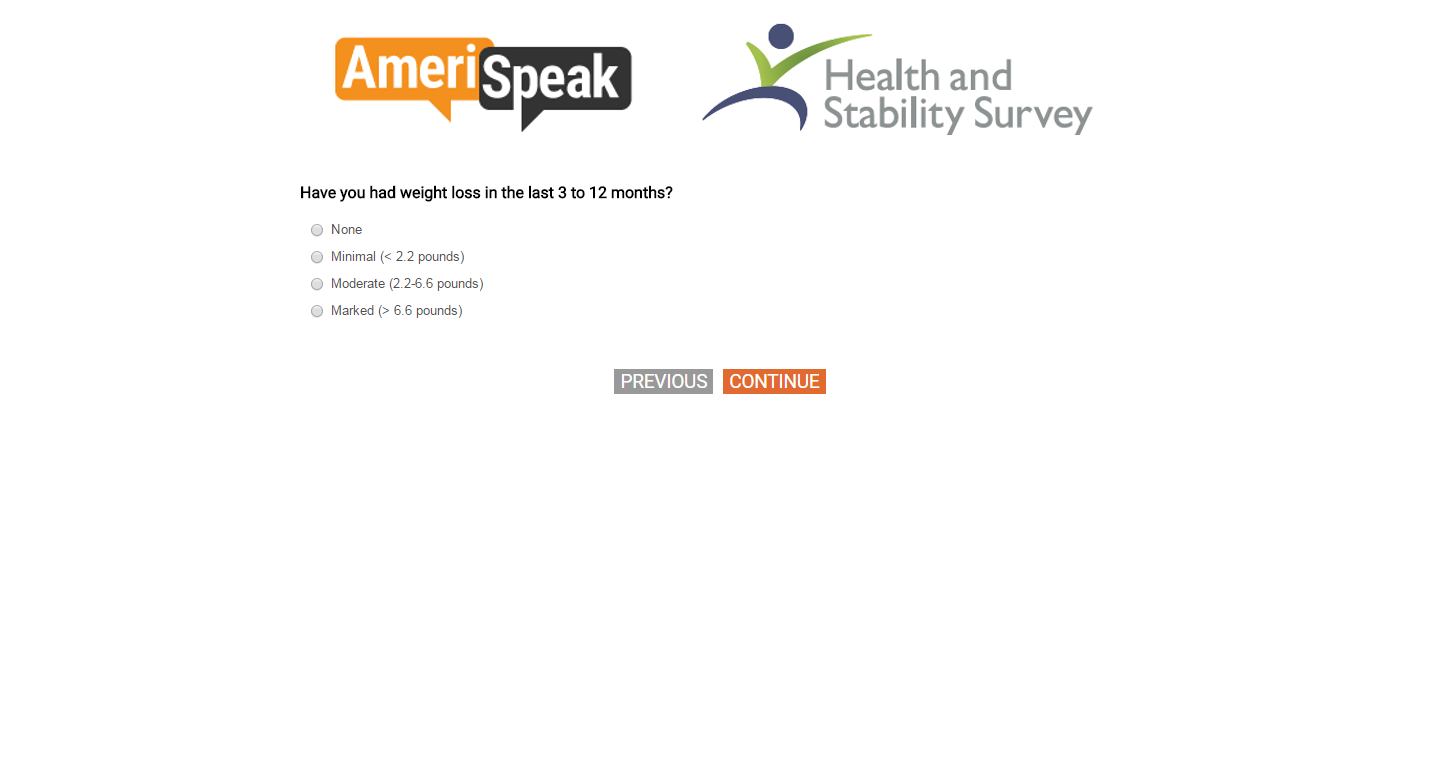 AmeriSpeak
Health and
Stability Survey
Have you had weight loss in the last 3 to 12 months?
None
Minimal (< 2.2 pounds)
Moderate (2.2-6.6 pounds)
Marked (> 6.6 pounds)
PREVIOUS CONTINUE